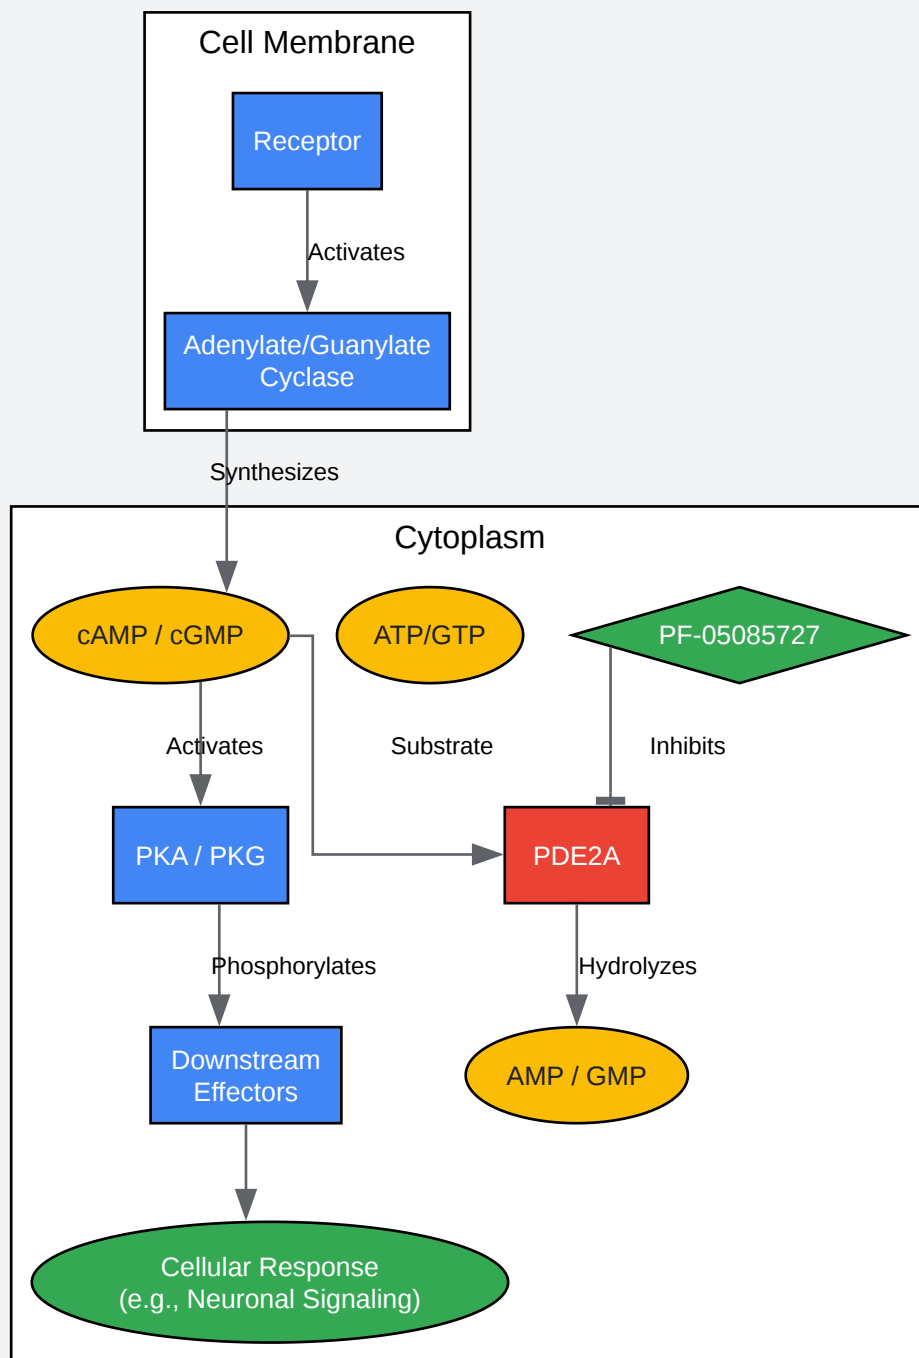 Cell Membrane
Receptor
Activates
Adenylate/Guanylate
Cyclase
Synthesizes
Cytoplasm
cAMP / cGMP
ATP/GTP
PF-05085727
Activates
Substrate
Inhibits
PKA / PKG
PDE2A
Phosphorylates
Hydrolyzes
Downstream
Effectors
AMP / GMP
Cellular Response
(e.g., Neuronal Signaling)